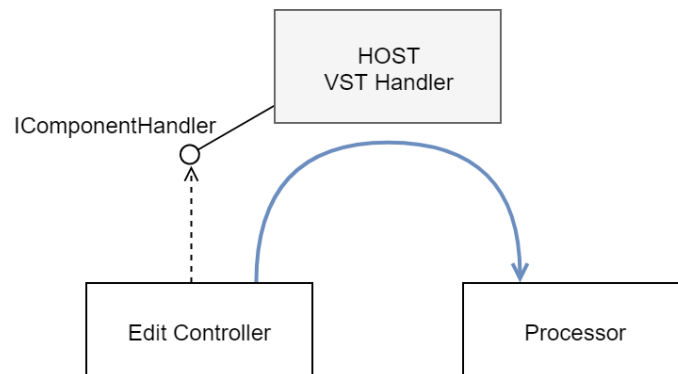 HOST
VST Handler
IComponentHandler
Edit Controller
Processor